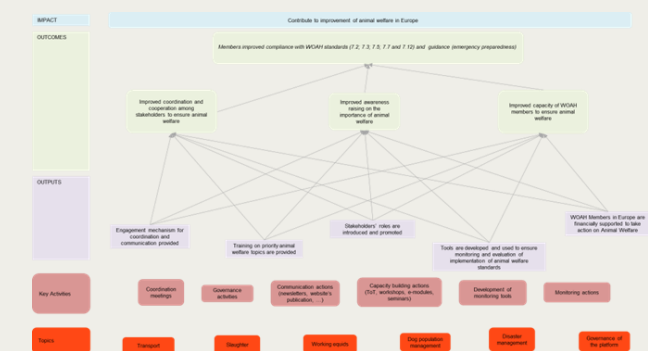 IMPACT
Contribute to improvement of animal welfare in Europe
OUTCOMES
Members improved compliance with WOAH standards (7.2; 7.3; 7.5, 7.7 and 7.12) and guidance (emergency preparedness)
Improved coordination and
cooperation among
stakeholders to ensure animal
welfare
Improved awareness
raising on the
importance of animal
welfare
Improved capacity of WOAH
members to ensure animal
welfare
OUTPUTS
Engagement mechanism for
coordination and
communication provided
Training on priority animal
welfare topics are provided
Stakeholders' roles are
introduced and promoted
Tools are developed and used to ensure
monitoring and evaluation of
implementation of animal welfare
standards
WOAH Members in Europe are
financially supported to take
action on Animal Welfare
Key Activities
Coordination
meetings
Governance
activities
Communication actions
(newsletters, website's
publication, ...)
Capacity building actions
(ToT, workshops, e-modules,
seminars)
Development of
monitoring tools
Monitoring actions
Topics
Transport
Slaughter
Working equids
Dog population
management
Disaster
management
Governance of
the platform